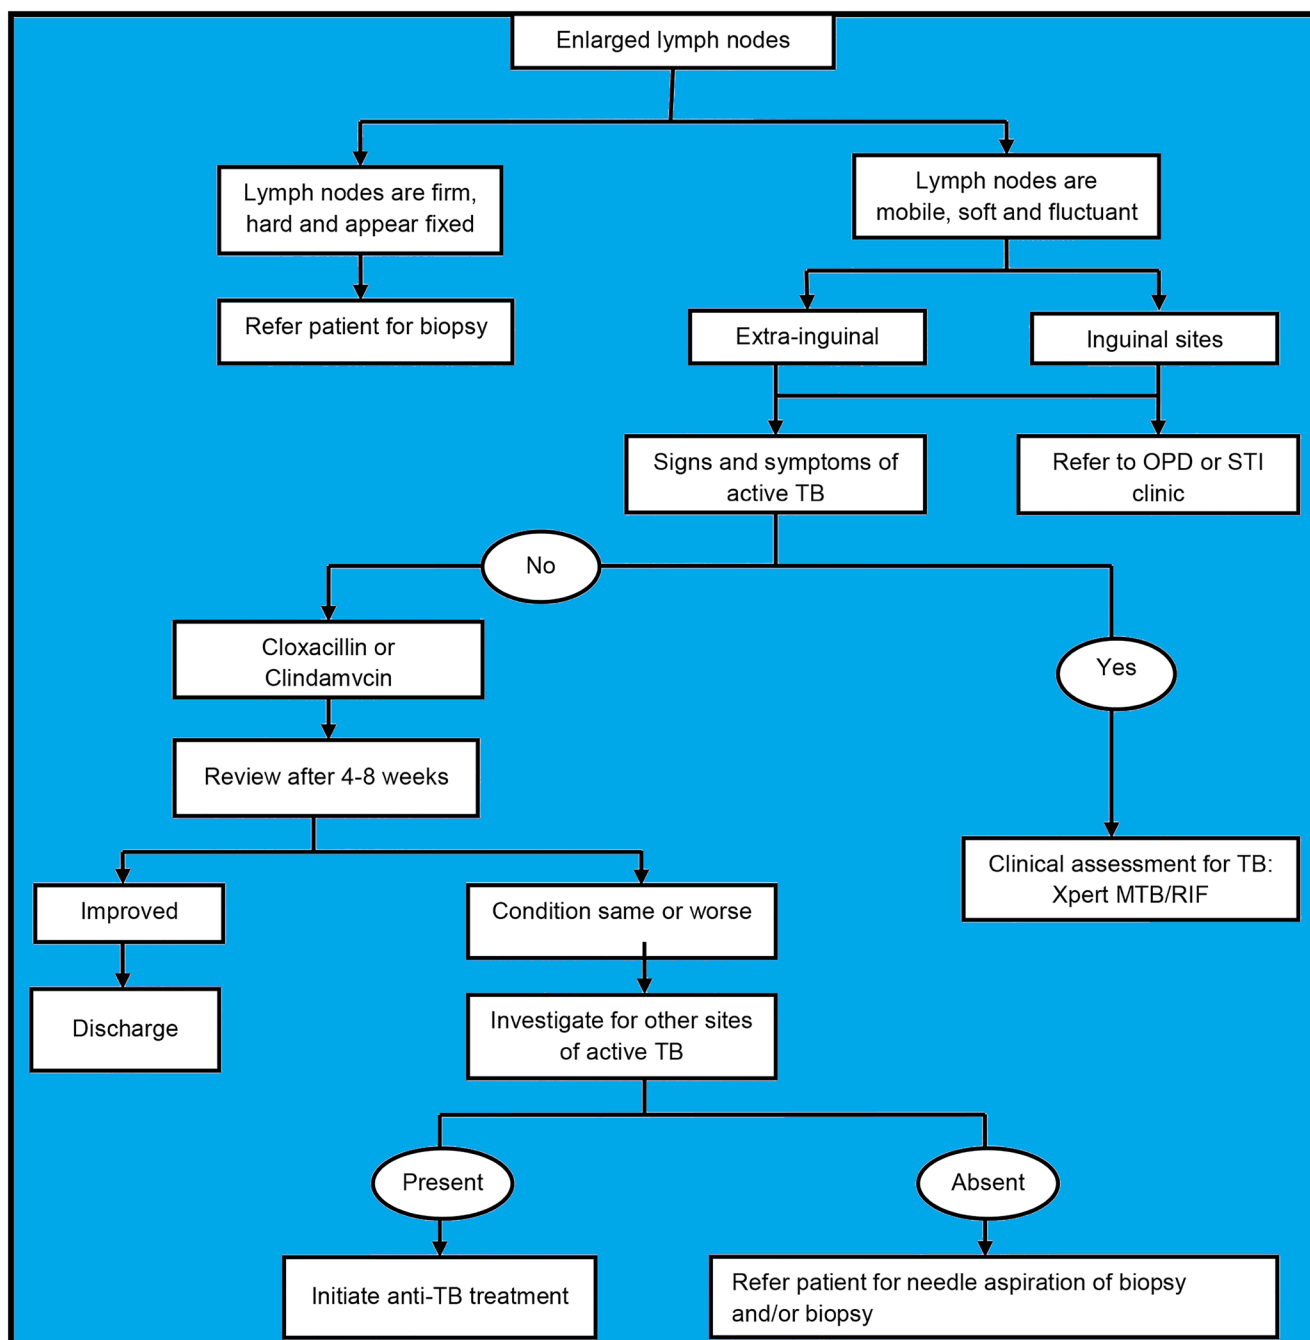 Enlarged lymph nodes
Lymph nodes are firm,
hard and appear fixed
Lymph nodes are
mobile, soft and fluctuant
Refer patient for biopsy
Extra-inguinal
Inguinal sites
Signs and symptoms of
active TB
Refer to OPD or STI
clinic
No
Cloxacillin or
Clindamvcin
Yes
Review after 4-8 weeks
Improved
Condition same or worse
Clinical assessment for TB:
Xpert MTB/RIF
Discharge
Investigate for other sites
of active TB
Present
Absent
Initiate anti-TB treatment
Refer patient for needle aspiration of biopsy
and/or biopsy